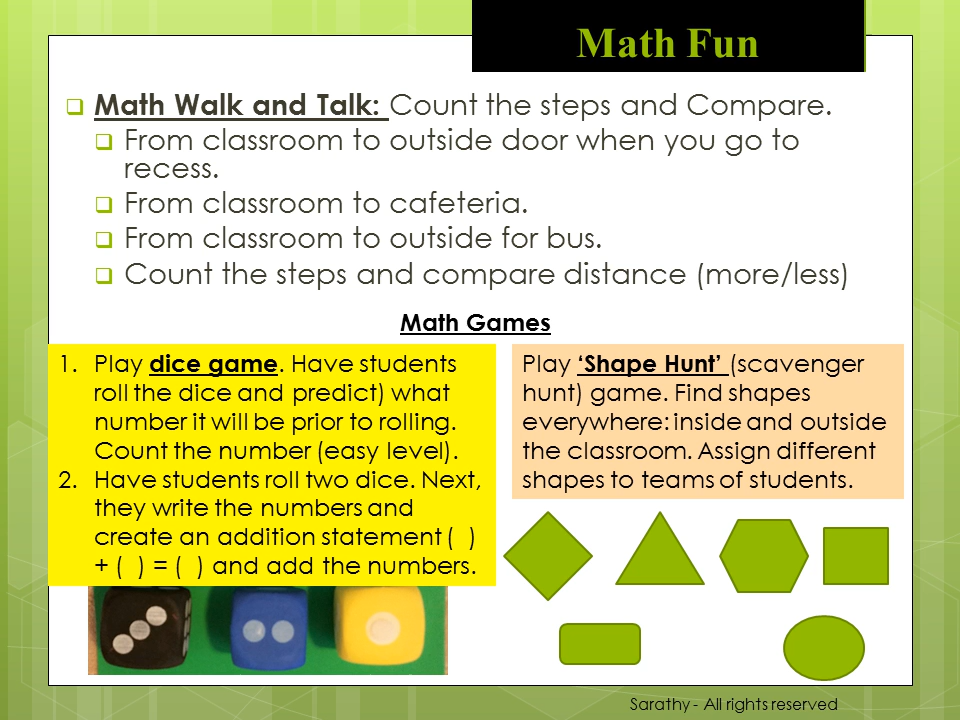 Math Fun
Math Walk and Talk: Count the steps and Compare.
From classroom to outside door when you go to
recess.
From classroom to cafeteria.
From classroom to outside for bus.
Count the steps and compare distance (more/less)
Math Games
1. Play dice game. Have students
roll the dice and predict) what
number it will be prior to rolling.
Count the number (easy level).
2. Have students roll two dice. Next,
they write the numbers and
create an addition statement ( )
+ ( ) = ( ) and add the numbers.
Play ‘Shape Hunt’ (scavenger
hunt) game. Find shapes
everywhere: inside and outside
the classroom. Assign different
shapes to teams of students.
Sarathy - All rights reserved